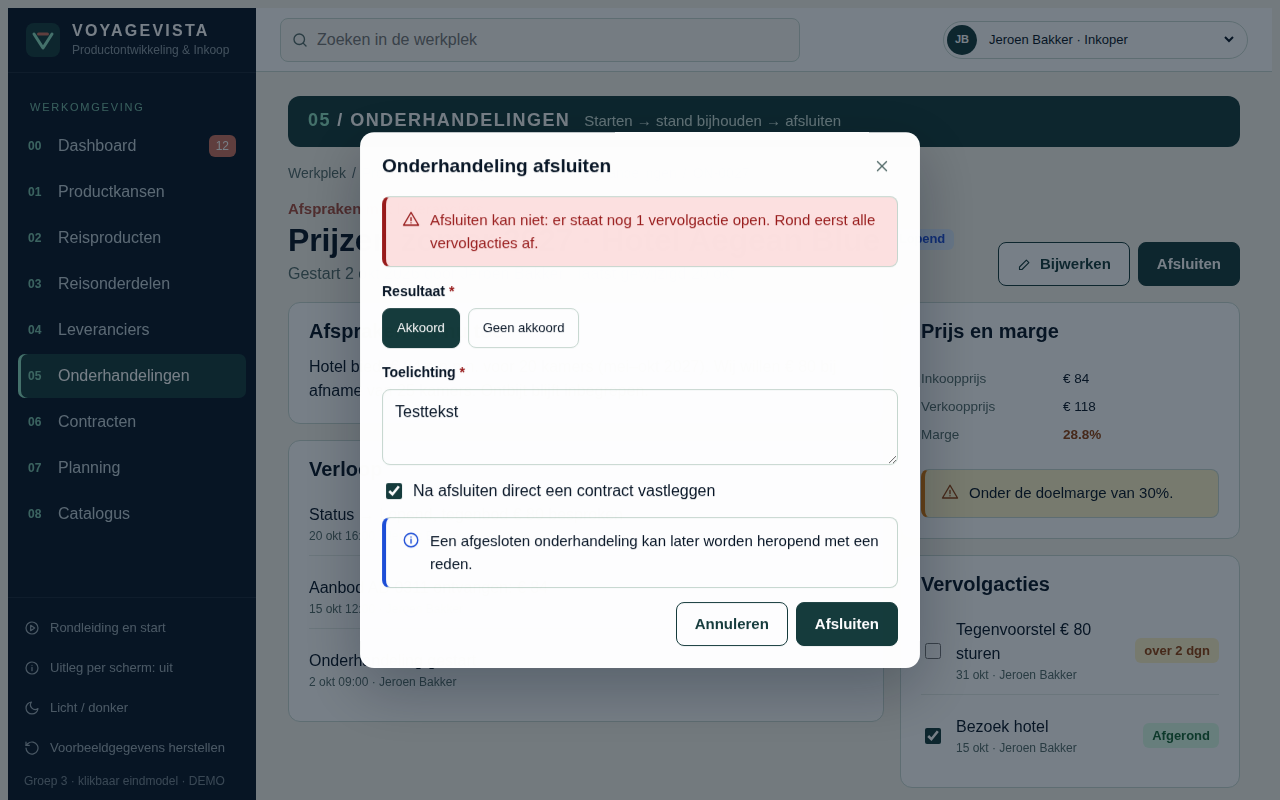 VOYAGEVISTA
Productontwikkeling & Inkoop
WERKOMGEVING
00 Dashboard 12
01 Productkansen
02 Reisproducten
03 Reisonderdelen
04 Leveranciers
05 Onderhandelingen
06 Contracten
07 Planning
08 Catalogus
Rondleiding en start
Uitleg per scherm: uit
Licht / donker
Voorbeeldgegevens herstellen
Groep 3 · klikbaar eindmodel · DEMO
Zoeken in de werkplek
JB Jeroen Bakker · Inkoper
05 / ONDERHANDELINGEN Starten → stand bijhouden → afsluiten
Werkplek /
Afspraken
Gestart 2
Bijwerken
Afsluiten
Hotel
afname
Status
20 okt 16:
15 okt 12:
2 okt 09:00 · Jeroen Bakker
Onderhandeling afsluiten
Afsluiten kan niet: er staat nog 1 vervolgactie open. Rond eerst alle
vervolgacties af.
Resultaat *
Akkoord
Geen akkoord
Toelichting *
Testtekst
Na afsluiten direct een contract vastleggen
Een afgesloten onderhandeling kan later worden heropend met een
reden.
Annuleren
Afsluiten
Prijs en marge
Inkoopprijs € 84
Verkoopprijs € 118
Marge 28.8%
Onder de doelmarge van 30%.
Vervolgacties
Tegenvoorstel € 80
sturen
31 okt · Jeroen Bakker
over 2 dgn
Bezoek hotel
15 okt · Jeroen Bakker
Afgerond